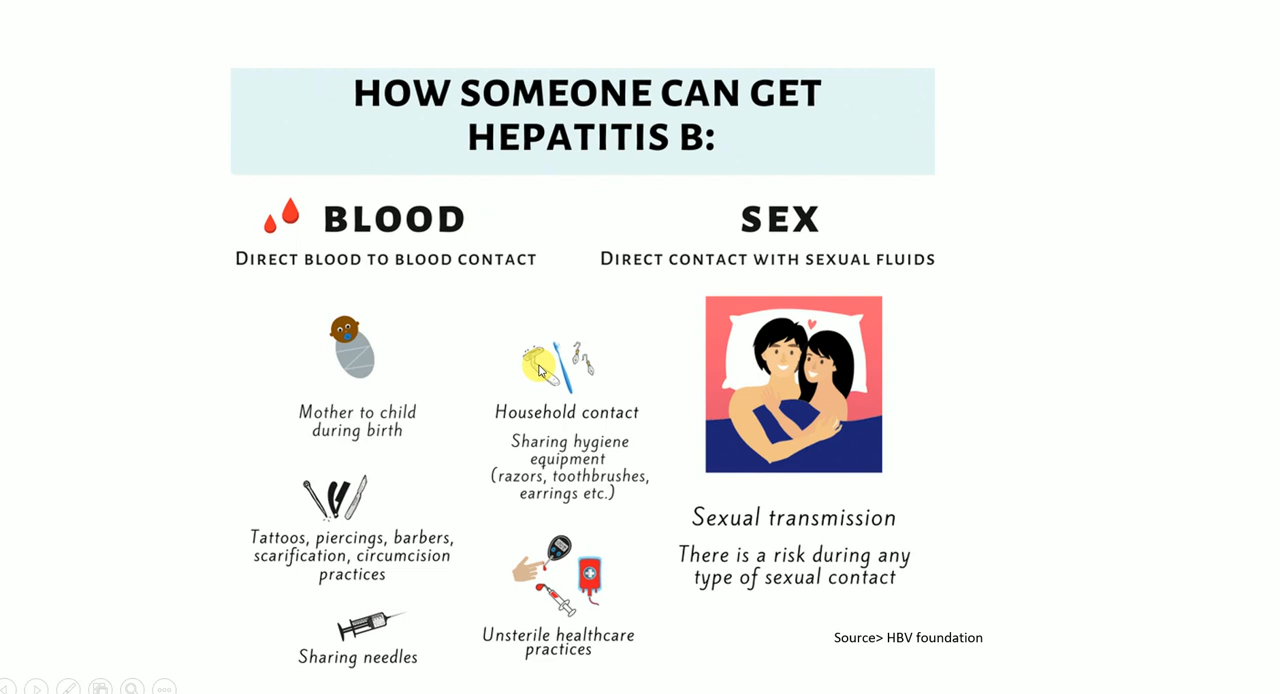 HOW SOMEONE CAN GET
HEPATITIS B:
BLOOD
DIRECT BLOOD TO BLOOD CONTACT
Mother to child
during birth
Tattoos, piercings, barbers,
scarification, circumcision
practices
Sharing needles
Household contact
Sharing hygiene
equipment
(razors, toothbrushes,
earrings etc.)
Unsterile healthcare
practices
SEX
DIRECT CONTACT WITH SEXUAL FLUIDS
Sexual transmission
There is a risk during any
type of sexual contact
Source> HBV foundation